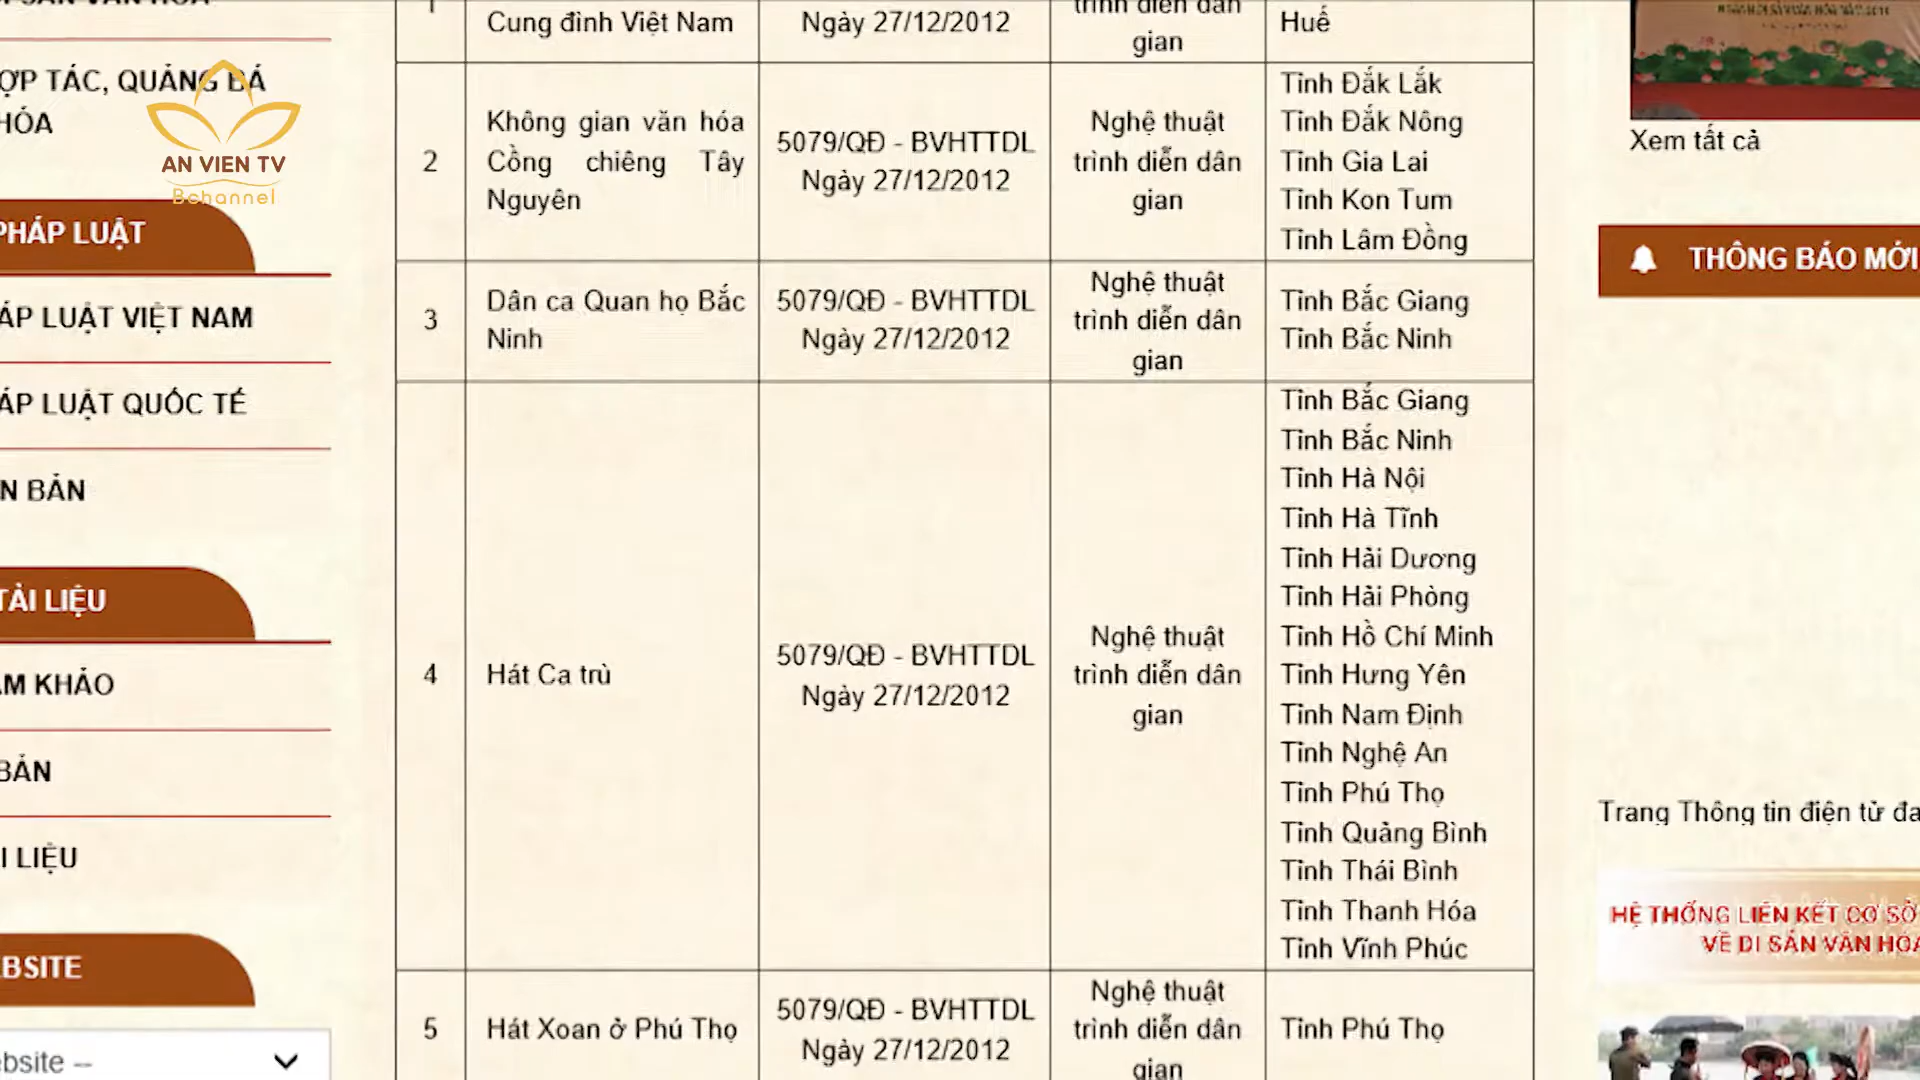 ỢP TÁC, QUẢNG BÁ
HÓA
AN VIEN TV
Bchannel
PHÁP LUẬT
ÁP LUẬT VIỆT NAM
ÁP LUẬT QUỐC TẾ
N BẢN
TÀI LIỆU
AM KHẢO
BẢN
I LIỆU
EBSITE
ebsite --
1
Cung đình Việt Nam
Ngày 27/12/2012
trình diễn dân
gian
Huế
2
Không gian văn hóa
Cồng chiêng Tây
Nguyên
5079/QĐ - BVHTTDL
Ngày 27/12/2012
Nghệ thuật
trình diễn dân
gian
Tỉnh Đắk Lắk
Tỉnh Đắk Nông
Tỉnh Gia Lai
Tỉnh Kon Tum
Tỉnh Lâm Đồng
3
Dân ca Quan họ Bắc
Ninh
5079/QĐ - BVHTTDL
Ngày 27/12/2012
Nghệ thuật
trình diễn dân
gian
Tỉnh Bắc Giang
Tỉnh Bắc Ninh
4
Hát Ca trù
5079/QĐ - BVHTTDL
Ngày 27/12/2012
Nghệ thuật
trình diễn dân
gian
Tỉnh Bắc Giang
Tỉnh Bắc Ninh
Tỉnh Hà Nội
Tỉnh Hà Tĩnh
Tỉnh Hải Dương
Tỉnh Hải Phòng
Tỉnh Hồ Chí Minh
Tỉnh Hưng Yên
Tỉnh Nam Định
Tỉnh Nghệ An
Tỉnh Phú Thọ
Tỉnh Quảng Bình
Tỉnh Thái Bình
Tỉnh Thanh Hóa
Tỉnh Vĩnh Phúc
5
Hát Xoan ở Phú Thọ
5079/QĐ - BVHTTDL
Ngày 27/12/2012
Nghệ thuật
trình diễn dân
gian
Tỉnh Phú Thọ
Xem tất cả
THÔNG BÁO MỚI
Trang Thông tin điện tử đa
HỆ THỐNG LIÊN KẾT CƠ SỞ
VỀ DI SẢN VĂN HÓA